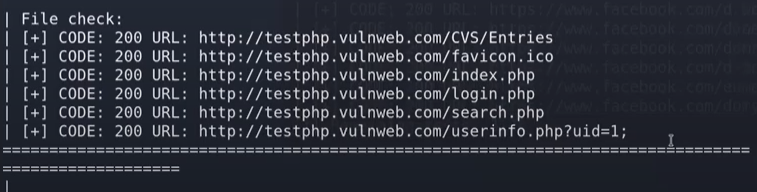 | File check:
| [+] CODE: 200 URL: http://testphp.vulnweb.com/CVS/Entries
| [+] CODE: 200 URL: http://testphp.vulnweb.com/favicon.ico
| [+] CODE: 200 URL: http://testphp.vulnweb.com/index.php
| [+] CODE: 200 URL: http://testphp.vulnweb.com/login.php
| [+] CODE: 200 URL: http://testphp.vulnweb.com/search.php
| [+] CODE: 200 URL: http://testphp.vulnweb.com/userinfo.php?uid=1;
====================================================================================
===================
|